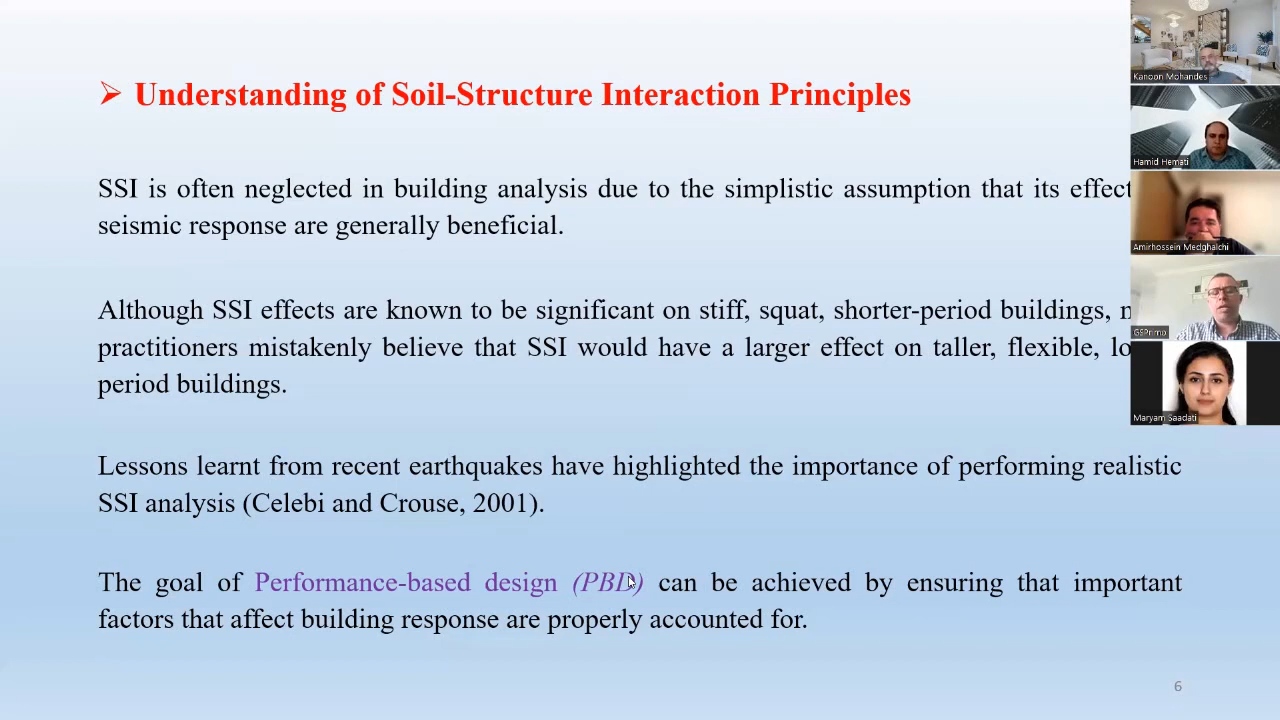 Understanding of Soil-Structure Interaction Principles
SSI is often neglected in building analysis due to the simplistic assumption that its effect
seismic response are generally beneficial.
Although SSI effects are known to be significant on stiff, squat, shorter-period buildings,
practitioners mistakenly believe that SSI would have a larger effect on taller, flexible,
period buildings.
Lessons learnt from recent earthquakes have highlighted the importance of performing realistic
SSI analysis (Celebi and Crouse, 2001).
The goal of Performance-based design (PBD) can be achieved by ensuring that important
factors that affect building response are properly accounted for.
6
Kanoon Mohandes
Hamid Hemati
Amirhossein Medghalchi
GSPrimo
Maryam Saadati